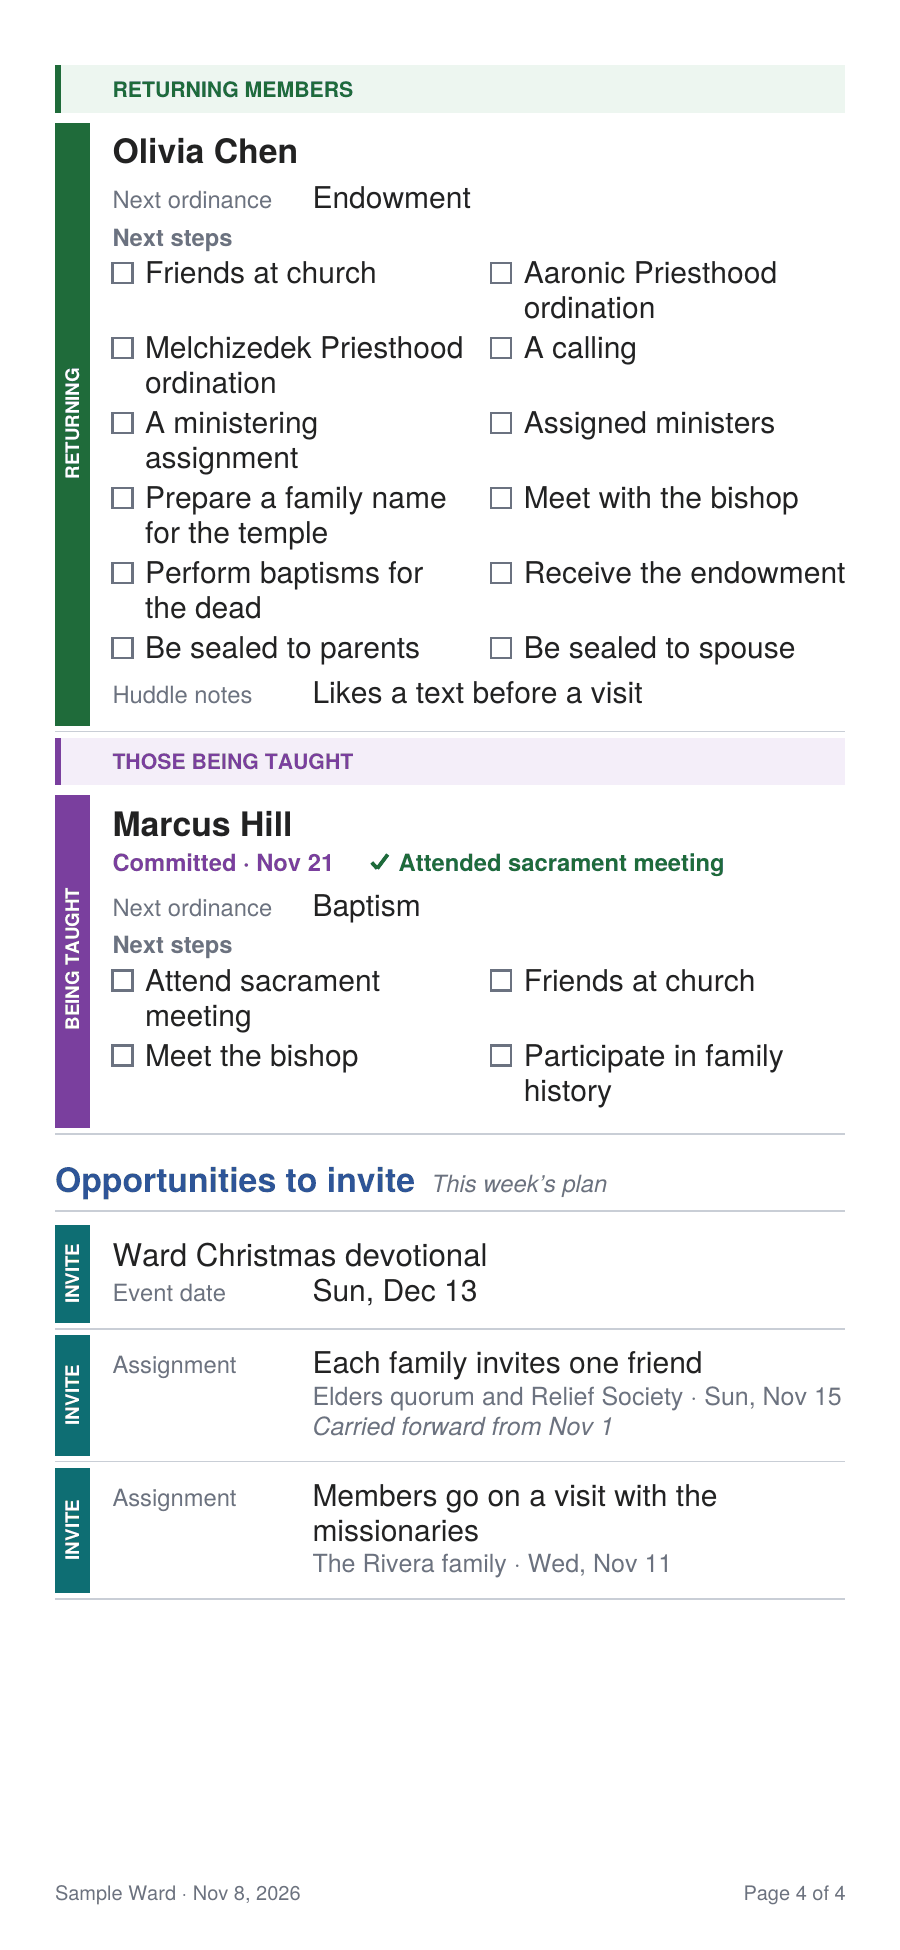 RETURNING MEMBERS
RETURNING
Olivia Chen
Next ordinance Endowment
Next steps
Friends at church
Aaronic Priesthood
ordination
Melchizedek Priesthood
ordination
A calling
A ministering
assignment
Assigned ministers
Prepare a family name
for the temple
Meet with the bishop
Perform baptisms for
the dead
Receive the endowment
Be sealed to parents
Be sealed to spouse
Huddle notes Likes a text before a visit
THOSE BEING TAUGHT
BEING TAUGHT
Marcus Hill
Committed · Nov 21 ✓ Attended sacrament meeting
Next ordinance Baptism
Next steps
Attend sacrament
meeting
Friends at church
Meet the bishop
Participate in family
history
Opportunities to invite This week’s plan
INVITE
Ward Christmas devotional
Event date Sun, Dec 13
INVITE
Assignment Each family invites one friend
Elders quorum and Relief Society · Sun, Nov 15
Carried forward from Nov 1
INVITE
Assignment Members go on a visit with the
missionaries
The Rivera family · Wed, Nov 11
Sample Ward · Nov 8, 2026 Page 4 of 4